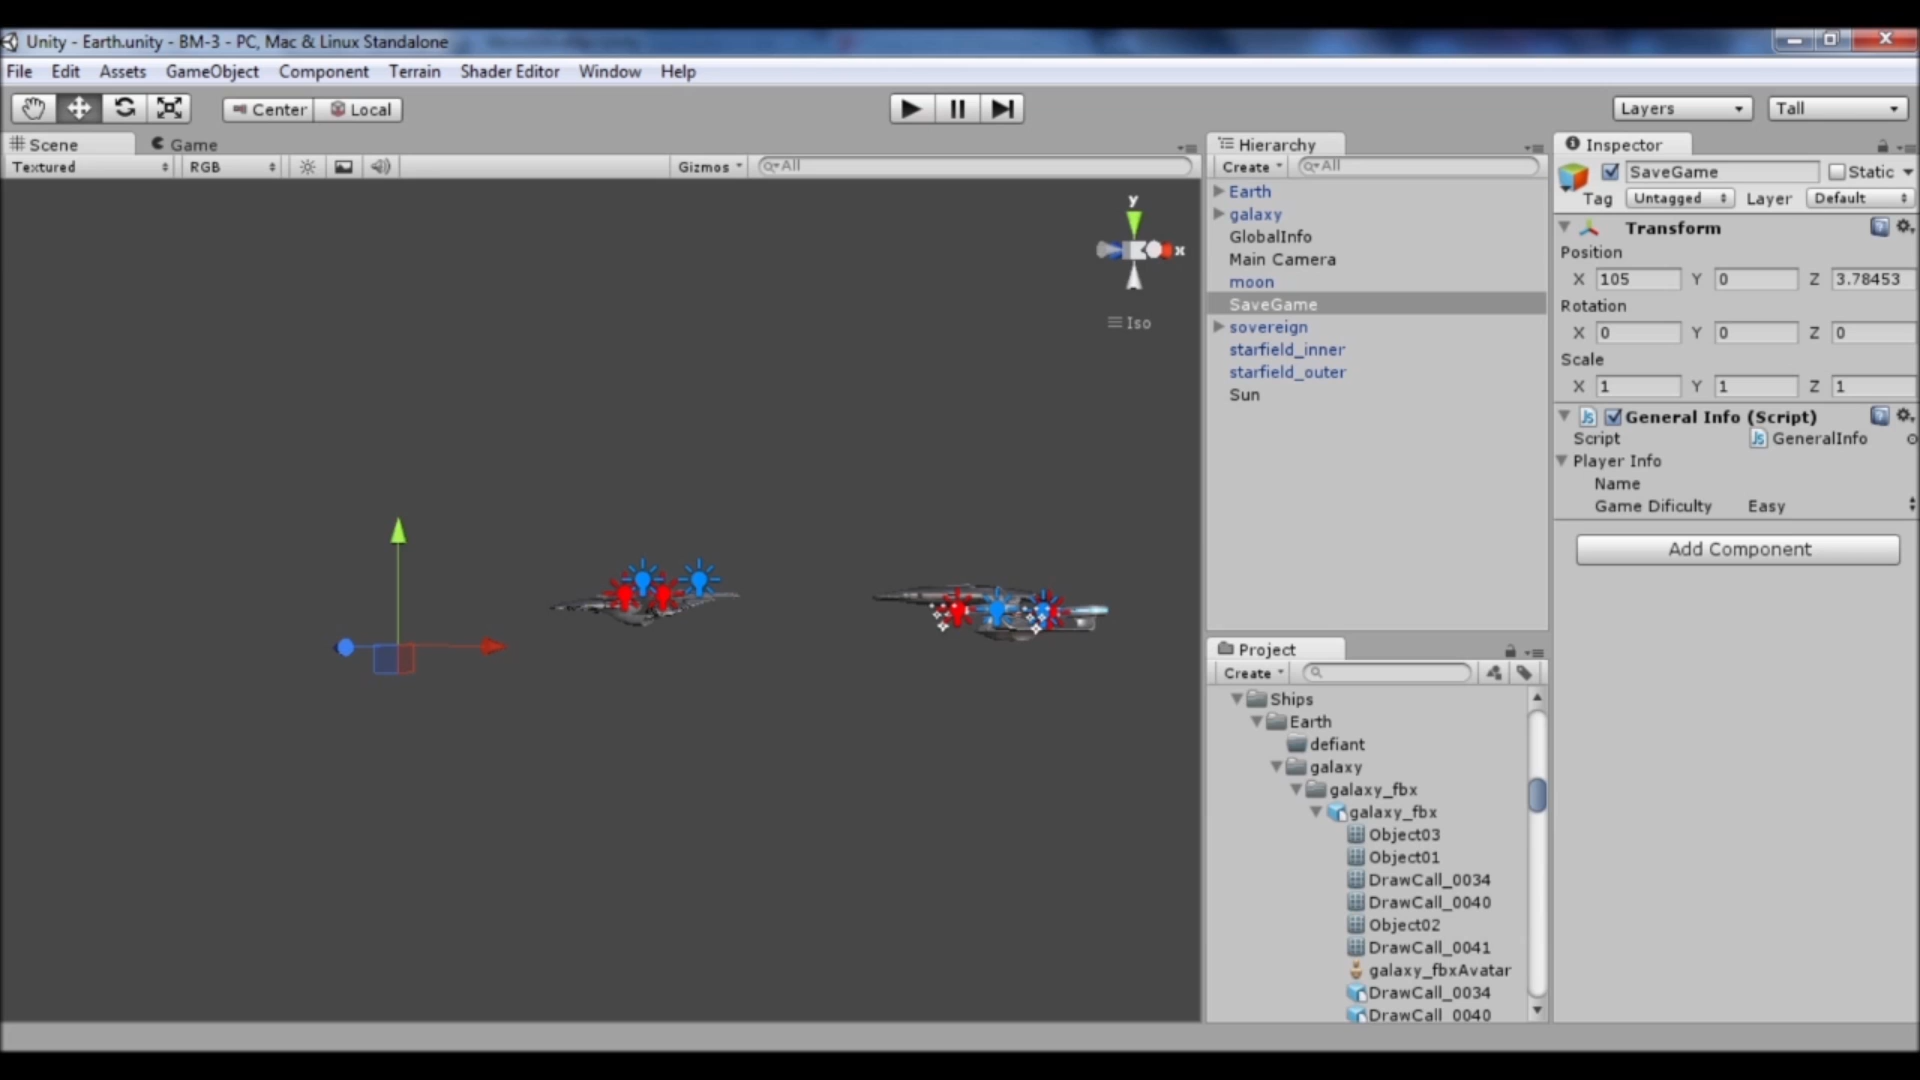 Unity - Earth.unity - BM-3 - PC, Mac & Linux Standalone
File Edit Assets GameObject Component Terrain Shader Editor Window Help
Center Local
Layers Tall
Scene Game
Textured RGB Gizmos All
y
x
Iso
Hierarchy
Create All
Earth
galaxy
GlobalInfo
Main Camera
moon
SaveGame
sovereign
starfield_inner
starfield_outer
Sun
Project
Create
Ships
Earth
defiant
galaxy
galaxy_fbx
galaxy_fbx
Object03
Object01
DrawCall_0034
DrawCall_0040
Object02
DrawCall_0041
galaxy_fbxAvatar
DrawCall_0034
DrawCall_0040
Inspector
SaveGame Static
Tag Untagged Layer Default
Transform
Position
X 105 Y 0 Z 3.78453
Rotation
X 0 Y 0 Z 0
Scale
X 1 Y 1 Z 1
General Info (Script)
Script GeneralInfo
Player Info
Name
Game Dificulty Easy
Add Component